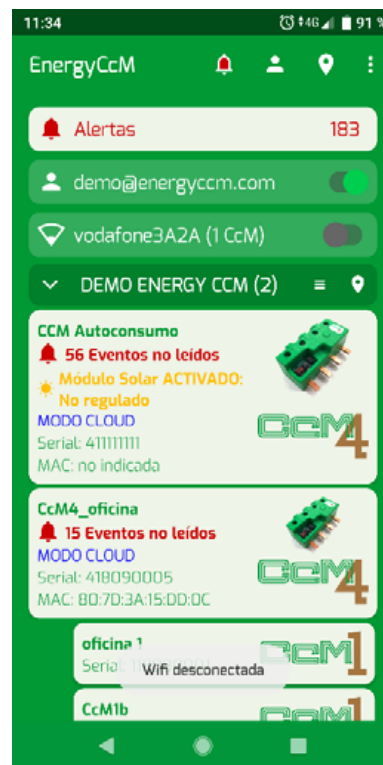 11:34 4G 91 %
EnergyCcM
Alertas 183
demo@energyccm.com
vodafone3A2A (1 CcM)
DEMO ENERGY CCM (2)
CCM Autoconsumo
56 Eventos no leídos
Módulo Solar ACTIVADO:
No regulado
MODO CLOUD
Serial: 411111111
MAC: no indicada
CcM4
CcM4_oficina
15 Eventos no leídos
MODO CLOUD
Serial: 418090005
MAC: 80:7D:3A:15:DD:0C
CcM4
oficina 1
CcM1
Wifi desconectada
CcM1b
CcM1